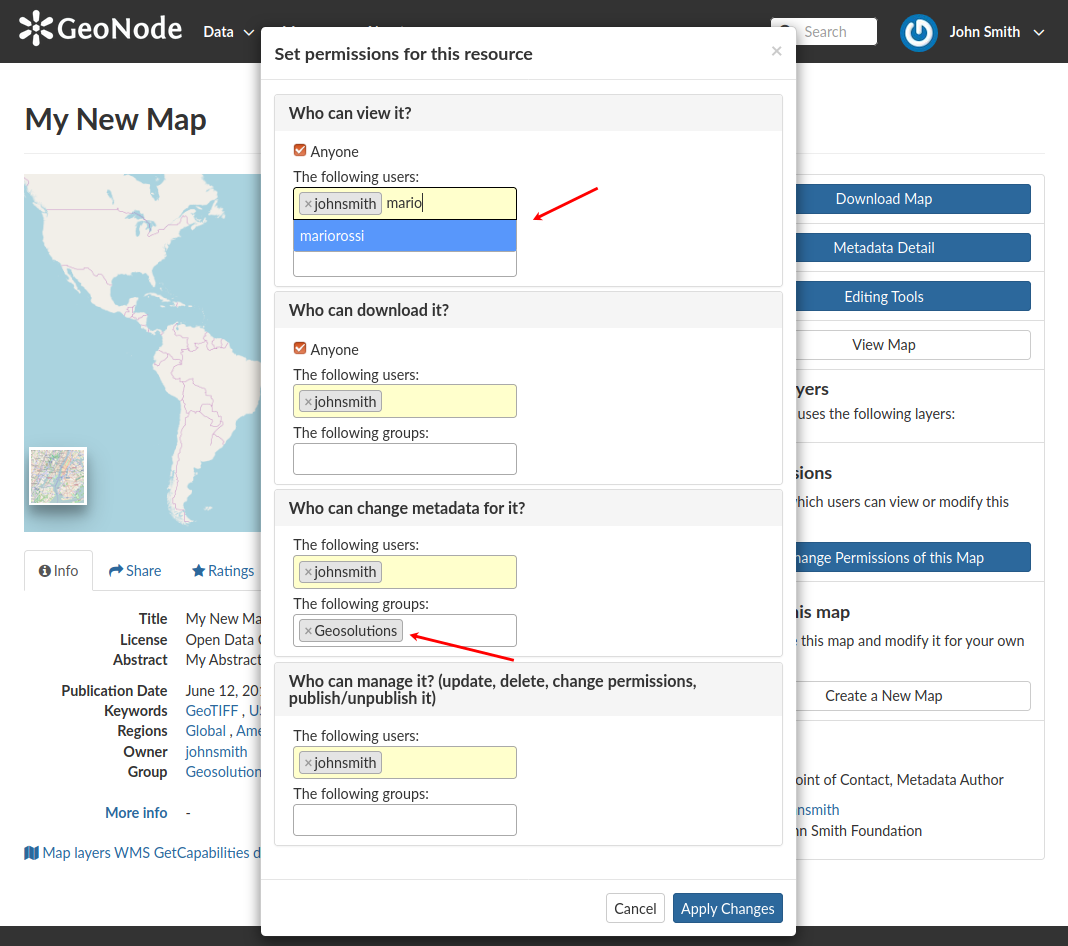 GeoNode
Data
Search
John Smith
Set permissions for this resource
×
My New Map
Who can view it?
Anyone
The following users:
×johnsmith mario
mariorossi
Who can download it?
Anyone
The following users:
×johnsmith
The following groups:
Who can change metadata for it?
The following users:
×johnsmith
The following groups:
×Geosolutions
Who can manage it? (update, delete, change permissions,
publish/unpublish it)
The following users:
×johnsmith
The following groups:
Cancel
Apply Changes
Download Map
Metadata Detail
Editing Tools
View Map
yers
uses the following layers:
sions
hich users can view or modify this
hange Permissions of this Map
is map
this map and modify it for your own
Create a New Map
oint of Contact, Metadata Author
nsmith
n Smith Foundation
Info
Share
Ratings
Title My New Ma
License Open Data
Abstract My Abstract
Publication Date June 12, 20
Keywords GeoTIFF , U
Regions Global , Ame
Owner johnsmith
Group Geosolution
More info -
Map layers WMS GetCapabilities d